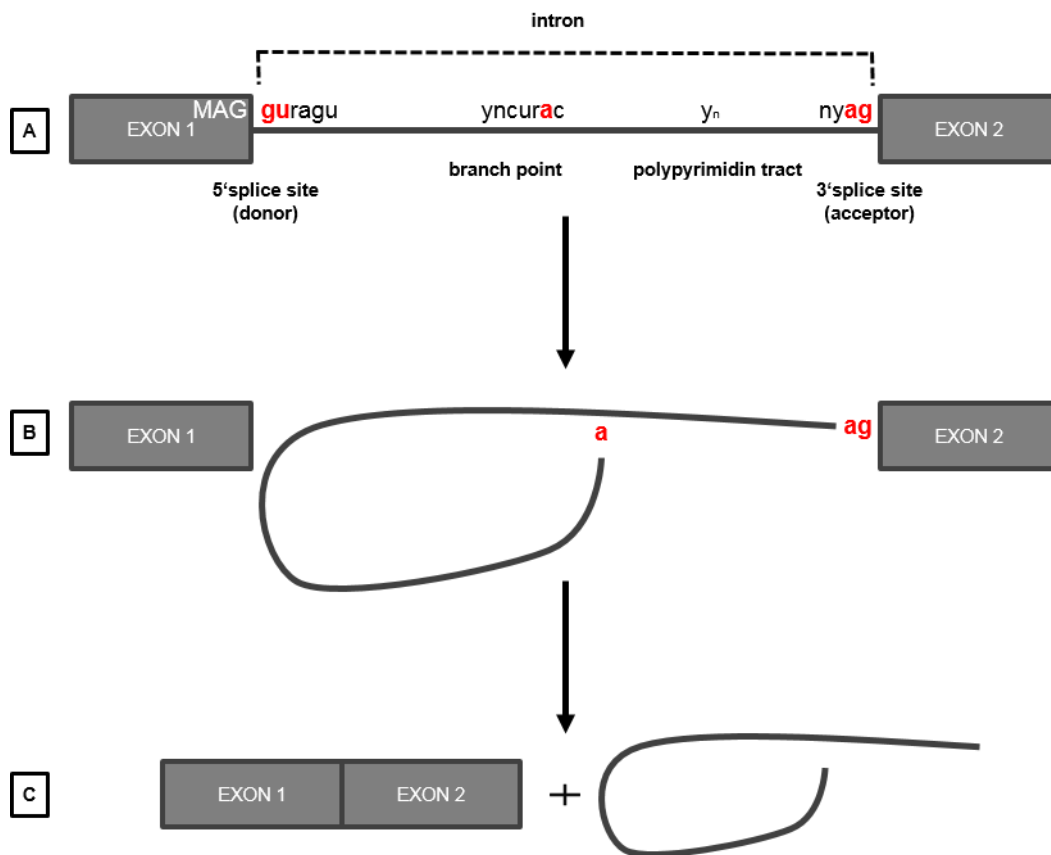 intron
A
EXON 1
MAG
guragu
yncurac
yn
nyag
EXON 2
branch point
polypyrimidin tract
5‘splice site
(donor)
3‘splice site
(acceptor)
B
EXON 1
a
ag
EXON 2
C
EXON 1
EXON 2
+